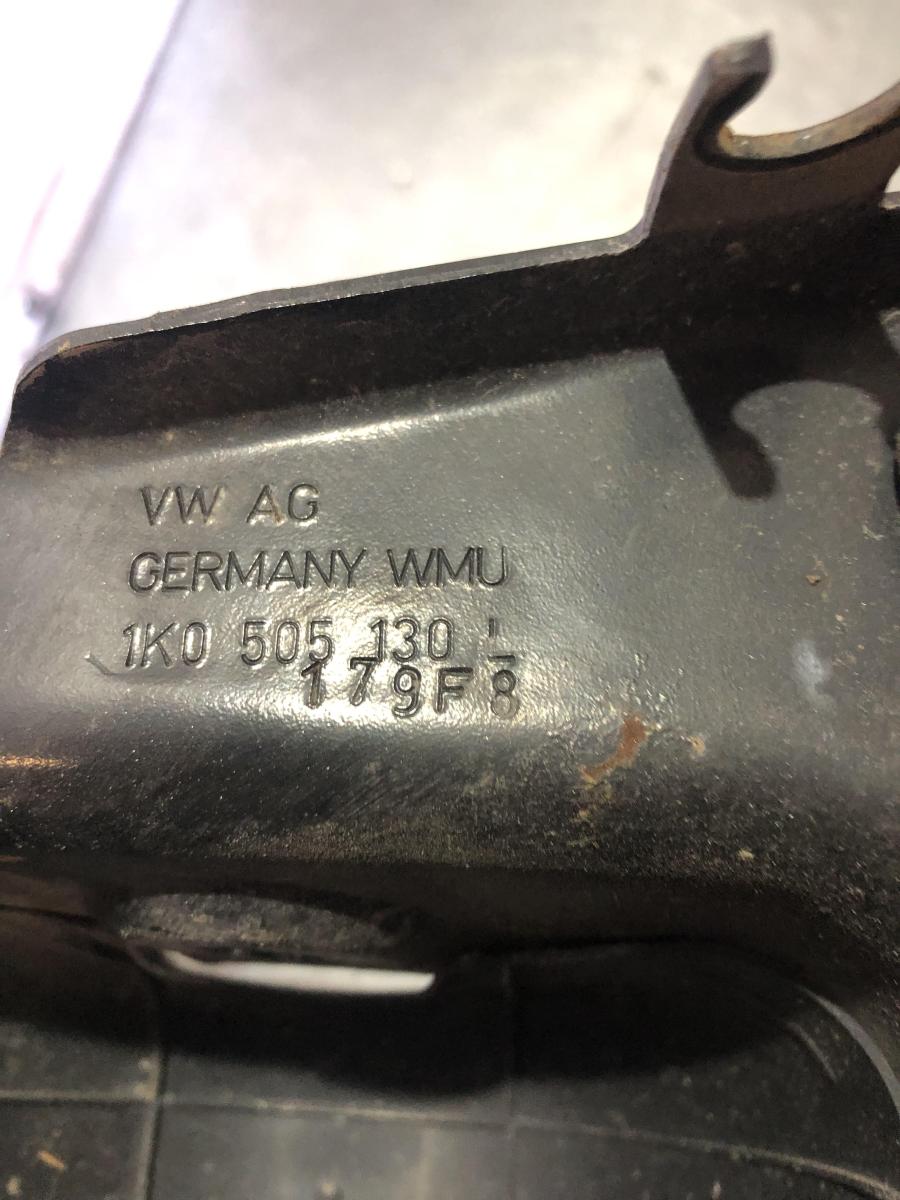 VW AG
GERMANY WMU
1K0 505 130 L
179F8